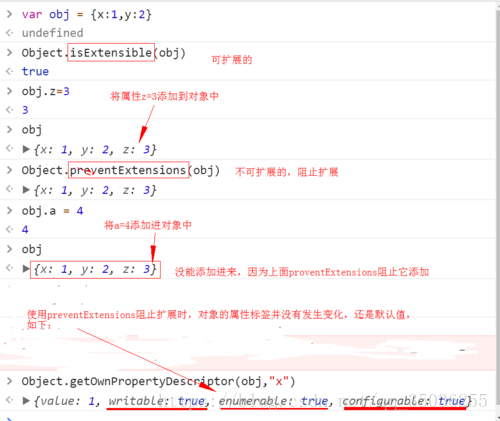 var obj = {x:1,y:2}
undefined
Object.isExtensible(obj)
可扩展的
true
obj.z=3
将属性z=3添加到对象中
3
obj
{x: 1, y: 2, z: 3}
Object.preventExtensions(obj)
不可扩展的，阻止扩展
{x: 1, y: 2, z: 3}
obj.a = 4
将a=4添加进对象中
4
obj
{x: 1, y: 2, z: 3}
没能添加进来，因为上面proventExtensions阻止它添加
使用preventExtensions阻止扩展时，对象的属性标签并没有发生变化，还是默认值，
如下：
Object.getOwnPropertyDescriptor(obj,"x")
{value: 1, writable: true, enumerable: true, configurable: true}